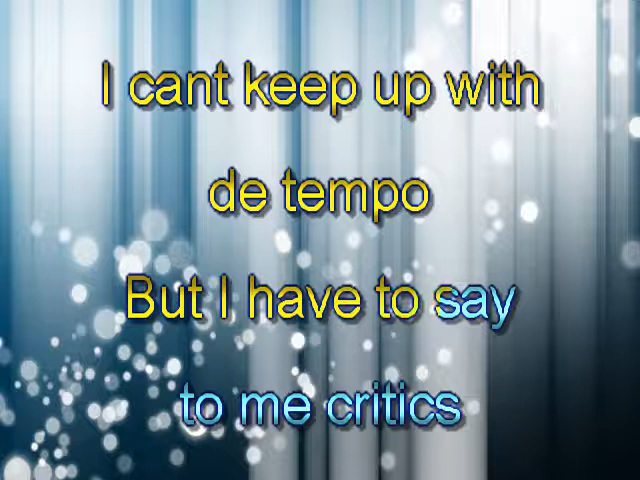 I cant keep up with
de tempo
But I have to say
to me critics